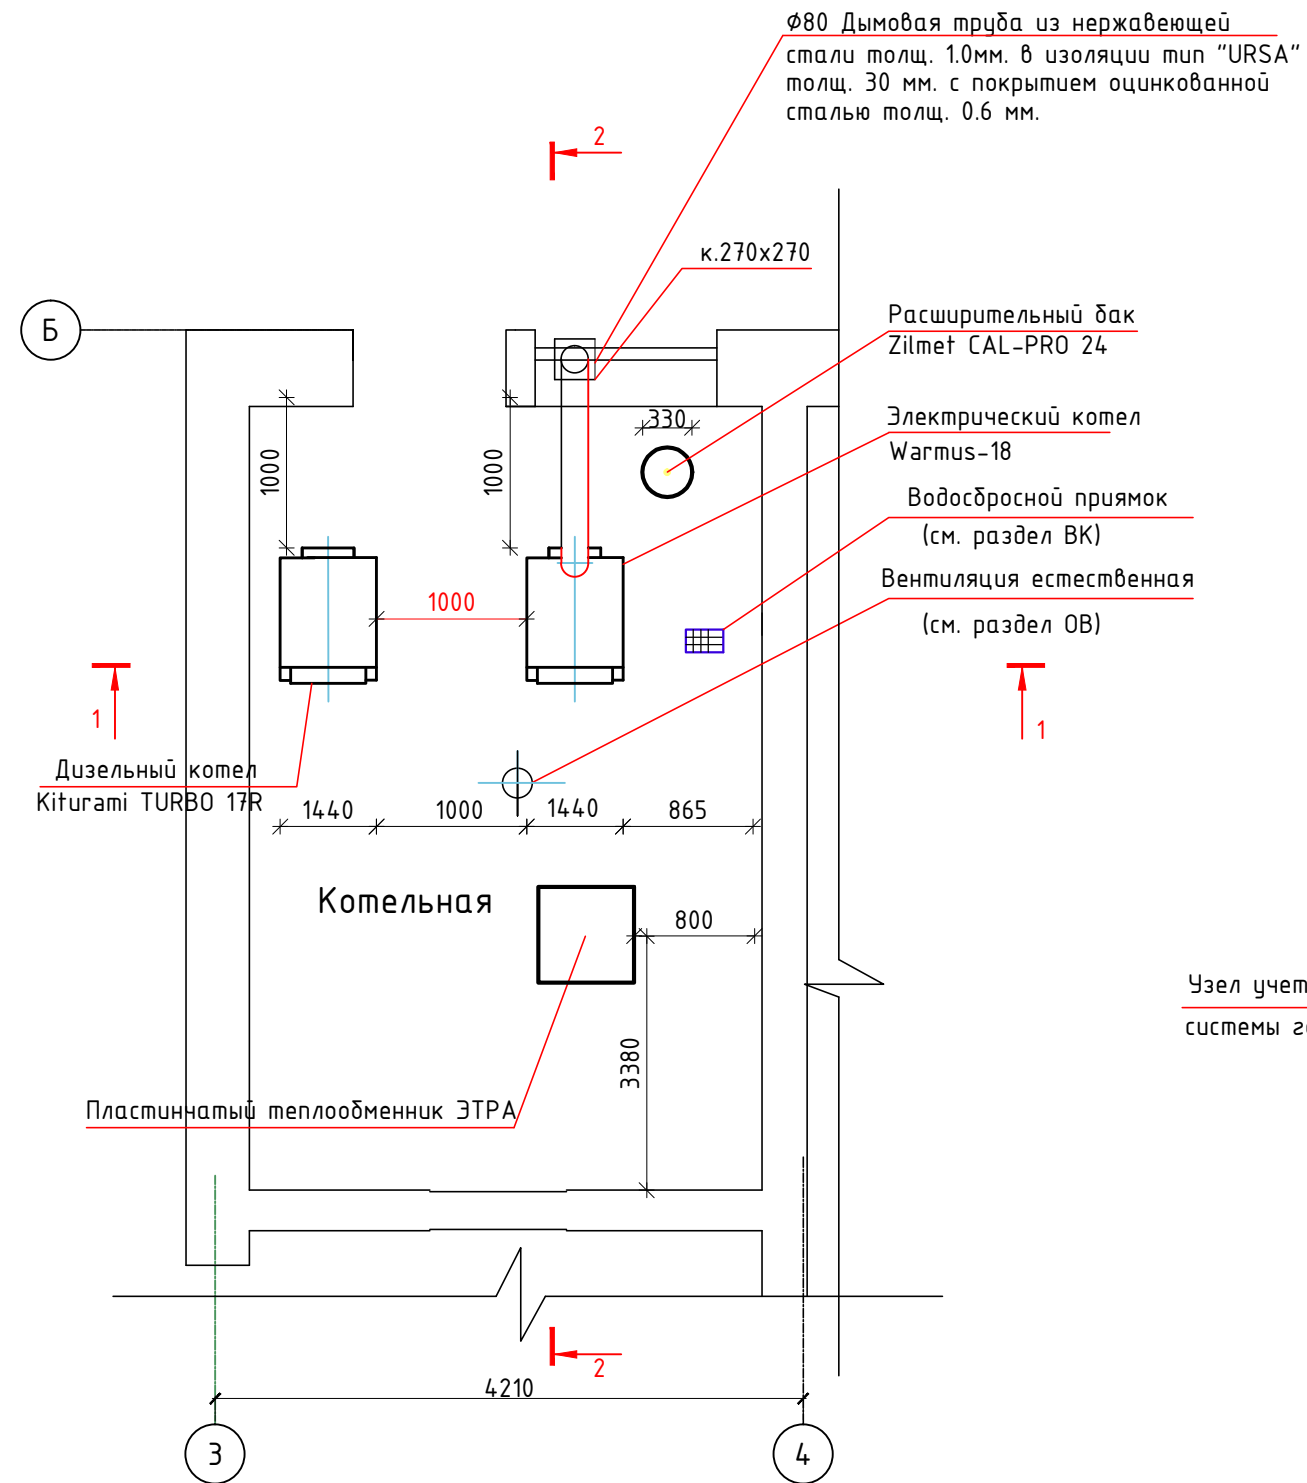 Ф80 Дымовая труба из нержавеющей
стали толщ. 1.0мм. в изоляции тип "URSA"
толщ. 30 мм. с покрытием оцинкованной
сталью толщ. 0.6 мм.
2
к.270х270
Б
Расширительный бак
Zilmet CAL-PRO 24
330
Электрический котел
Warmus-18
1000
1000
Водосбросной приямок
(см. раздел ВК)
Вентиляция естественная
(см. раздел ОВ)
1000
1
1
Дизельный котел
Kiturami TURBO 17R
1440
1000
1440
865
Котельная
800
3380
Узел учет
системы г
Пластинчатый теплообменник ЭТРА
2
4210
3
4